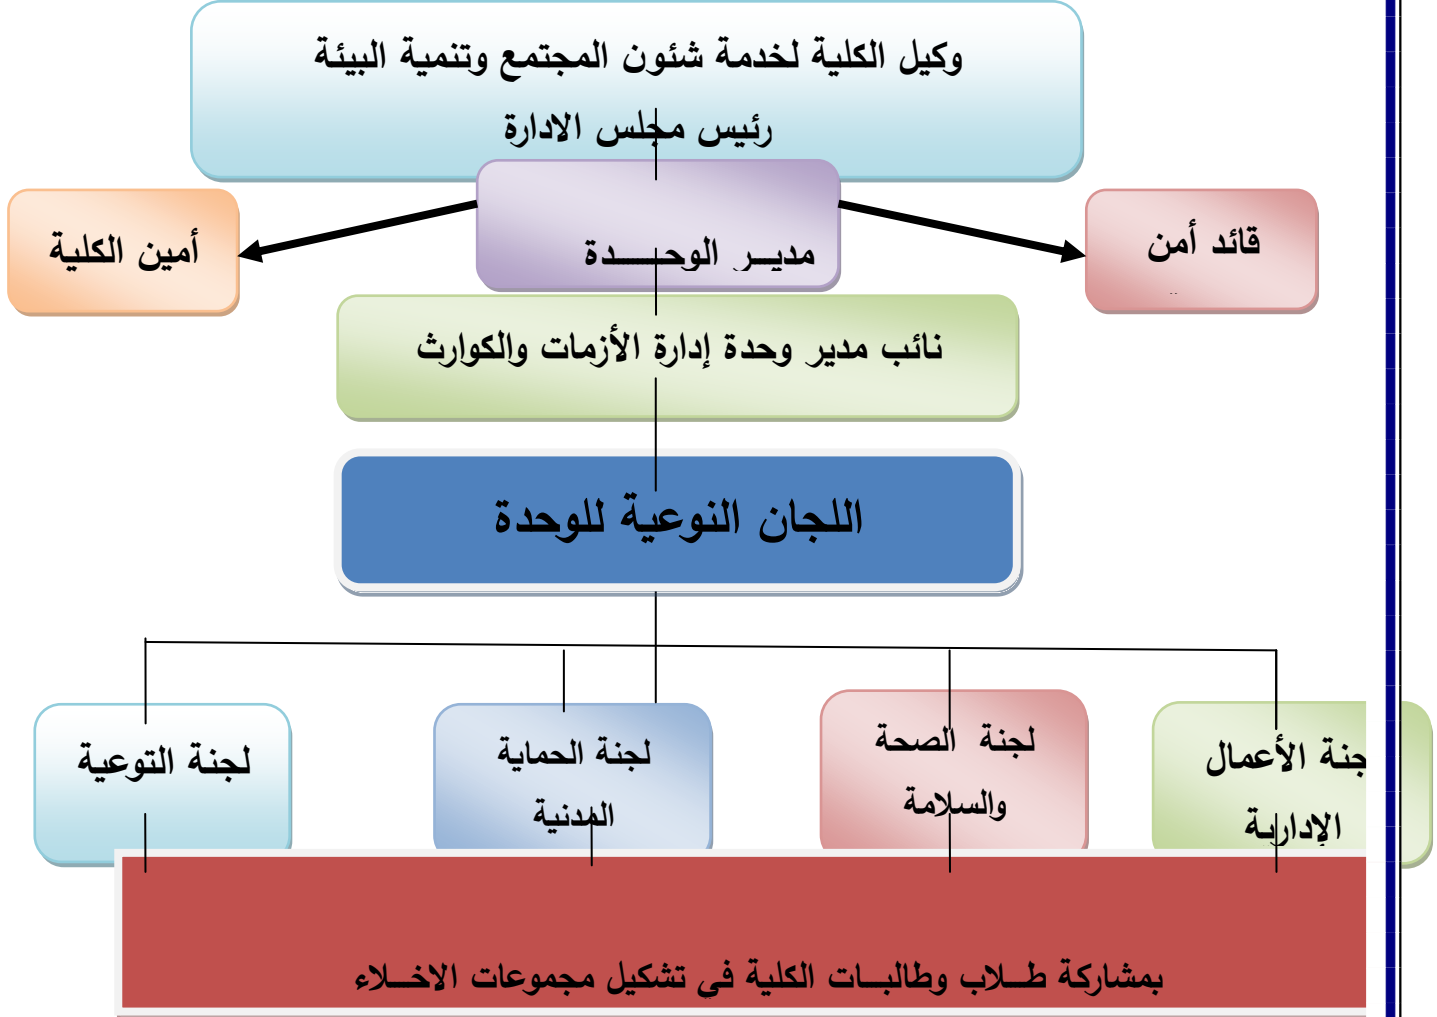 وكيل الكلية لخدمة شئون المجتمع وتنمية البيئة
رئيس مجلس الادارة
قائد أمن
مديــر الوحـــــدة
أمين الكلية
نائب مدير وحدة إدارة الأزمات والكوارث
اللجان النوعية للوحدة
جنة الأعمال
الإدارية
لجنة الصحة
والسلامة
لجنة الحماية
المدنية
لجنة التوعية
بمشاركة طــلاب وطالبــات الكلية في تشكيل مجموعات الاخــلاء